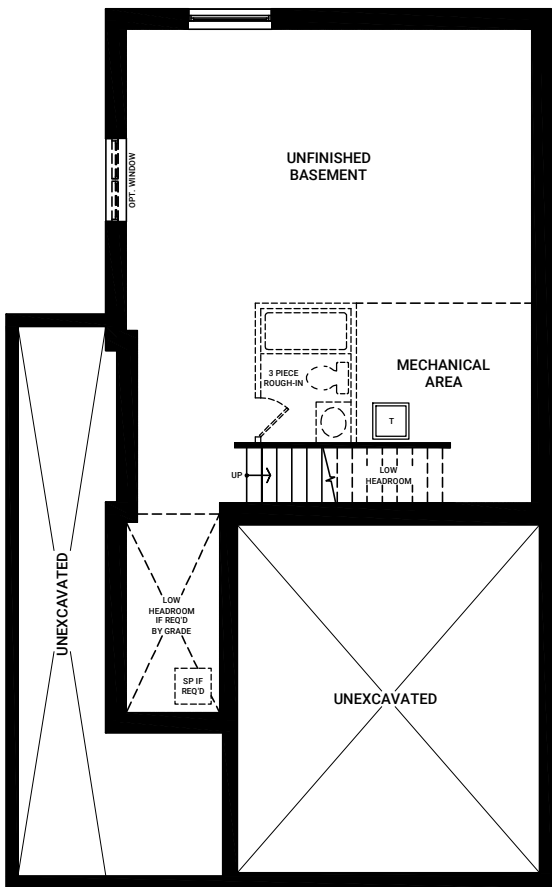 UNFINISHED
BASEMENT
OPT. WINDOW
3 PIECE
ROUGH-IN
MECHANICAL
AREA
T
UP
LOW
HEADROOM
UNEXCAVATED
LOW
HEADROOM
IF REQ'D
BY GRADE
SP IF
REQ'D
UNEXCAVATED